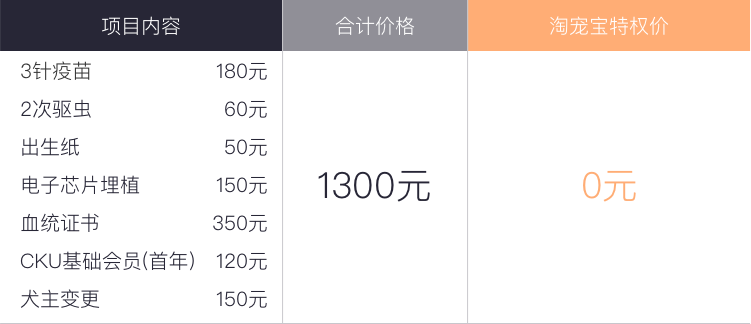 项目内容 合计价格 淘宠宝特权价
3针疫苗 180元
2次驱虫 60元
出生纸 50元
电子芯片埋植 150元
1300元 0元
血统证书 350元
CKU基础会员(首年) 120元
犬主变更 150元